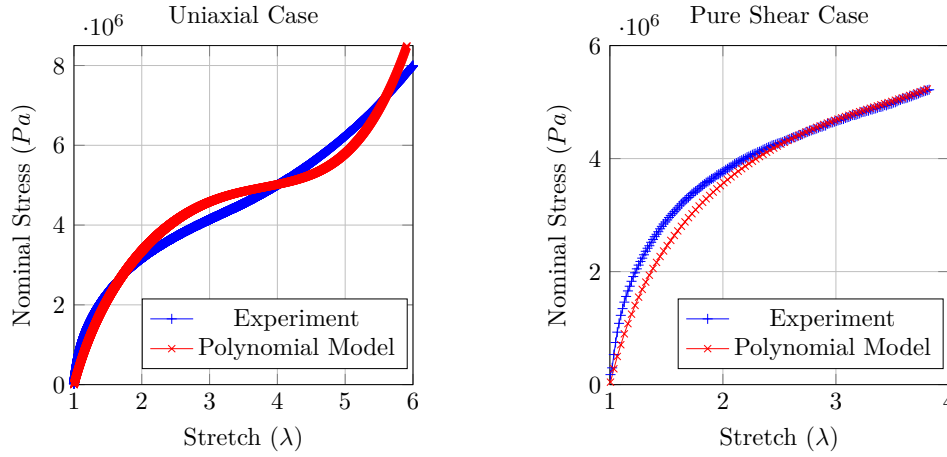 Uniaxial Case
·10^6
8
6
4
2
0
1 2 3 4 5 6
Nominal Stress (Pa)
Stretch (λ)
Experiment
Polynomial Model
Pure Shear Case
·10^6
6
4
2
0
1 2 3 4
Nominal Stress (Pa)
Stretch (λ)
Experiment
Polynomial Model